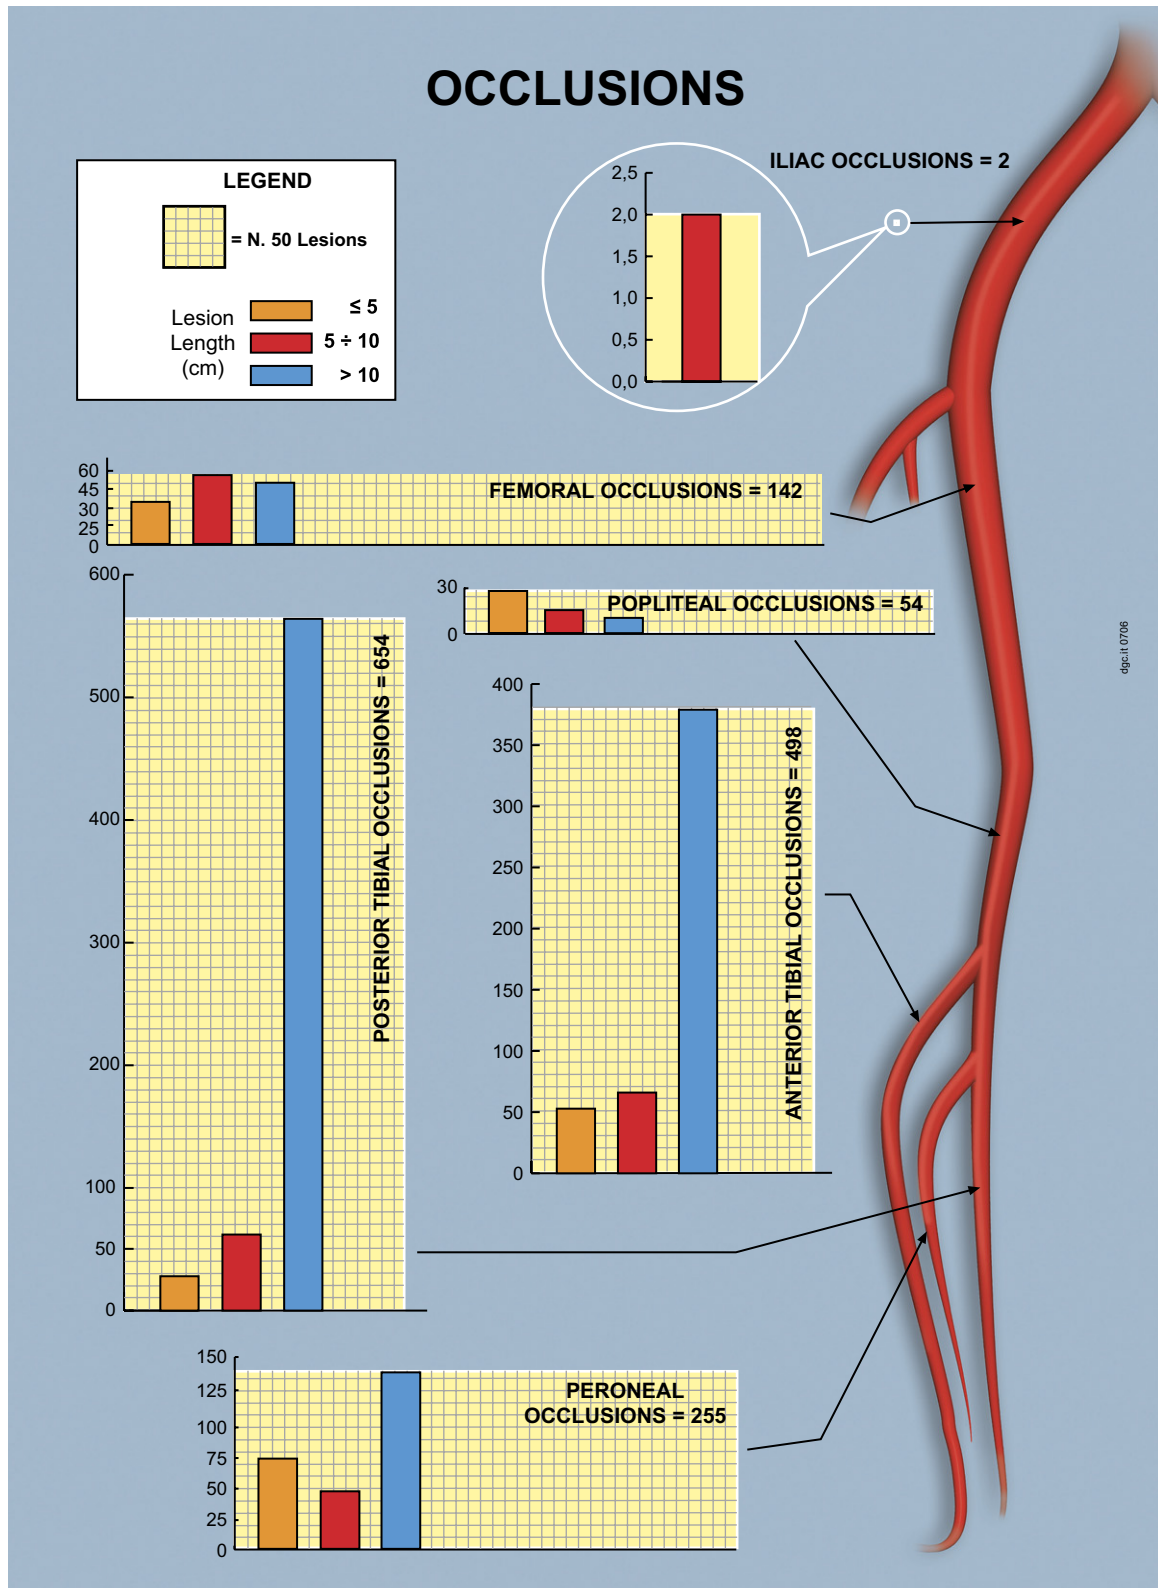 OCCLUSIONS
LEGEND
= N. 50 Lesions
Lesion
Length
(cm)
≤ 5
5 ÷ 10
> 10
ILIAC OCCLUSIONS = 2
2,5
2,0
1,5
1,0
0,5
0,0
60
45
30
25
0
FEMORAL OCCLUSIONS = 142
600
500
400
300
200
100
50
0
POSTERIOR TIBIAL OCCLUSIONS = 654
30
0
POPLITEAL OCCLUSIONS = 54
400
350
300
250
200
150
100
50
0
ANTERIOR TIBIAL OCCLUSIONS = 498
150
125
100
75
50
25
0
PERONEAL
OCCLUSIONS = 255
dgc.it 0706